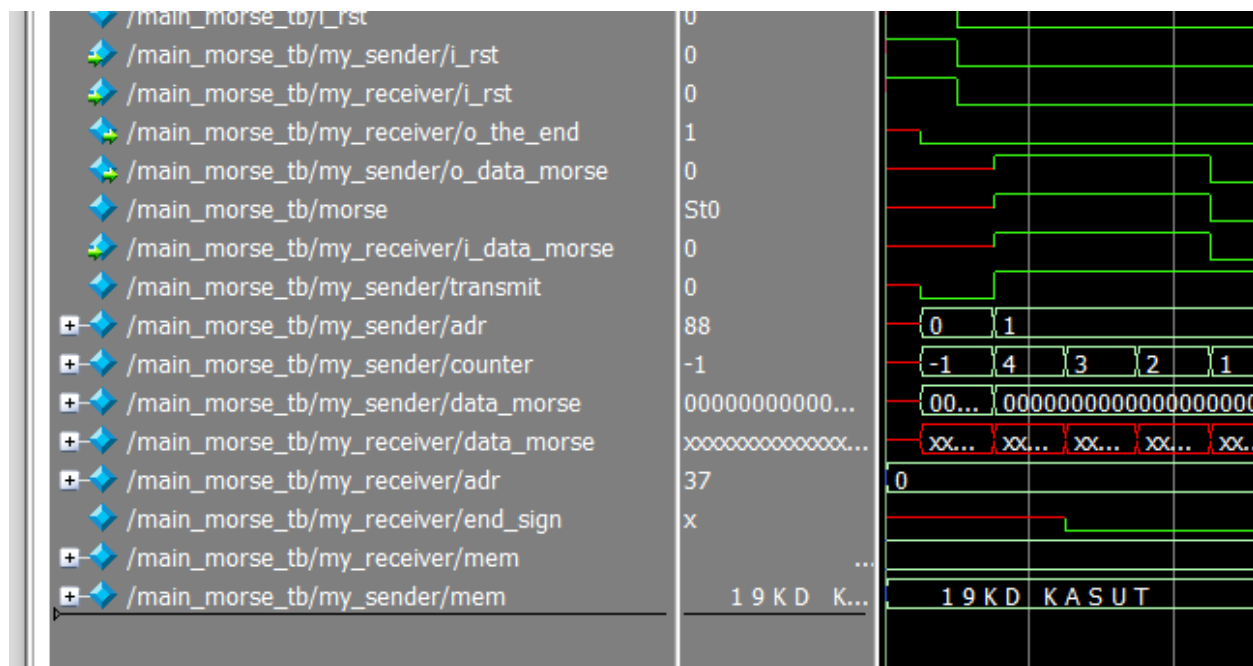 /main_morse_tb/i_rst 0
/main_morse_tb/my_sender/i_rst 0
/main_morse_tb/my_receiver/i_rst 0
/main_morse_tb/my_receiver/o_the_end 1
/main_morse_tb/my_sender/o_data_morse 0
/main_morse_tb/morse St0
/main_morse_tb/my_receiver/i_data_morse 0
/main_morse_tb/my_sender/transmit 0
/main_morse_tb/my_sender/adr 88 0 1
/main_morse_tb/my_sender/counter -1 -1 4 3 2 1
/main_morse_tb/my_sender/data_morse 00000000000... 00... 0000000000000000000
/main_morse_tb/my_receiver/data_morse xxxxxxxxxxxxxx... xx... xx... xx... xx... xx..
/main_morse_tb/my_receiver/adr 37 0
/main_morse_tb/my_receiver/end_sign x
/main_morse_tb/my_receiver/mem ...
/main_morse_tb/my_sender/mem 1 9 K D K... 1 9 K D K A S U T